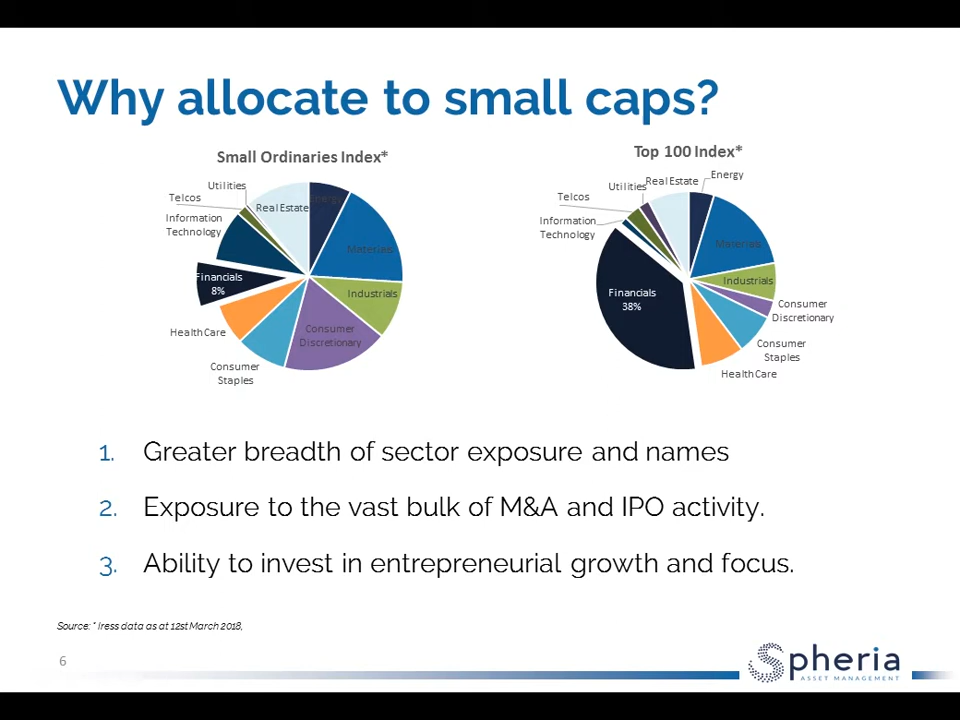 Why allocate to small caps?
Small Ordinaries Index*
Utilities
Telcos
Information
Technology
Real Estate
Energy
Materials
Financials
8%
Industrials
Health Care
Consumer
Discretionary
Consumer
Staples
Top 100 Index*
Utilities
Real Estate
Energy
Telcos
Information
Technology
Materials
Financials
38%
Industrials
Consumer
Discretionary
Consumer
Staples
Health Care
1. Greater breadth of sector exposure and names
2. Exposure to the vast bulk of M&A and IPO activity.
3. Ability to invest in entrepreneurial growth and focus.
Source: * Iress data as at 12st March 2018,
6
Spheria
ASSET MANAGEMENT